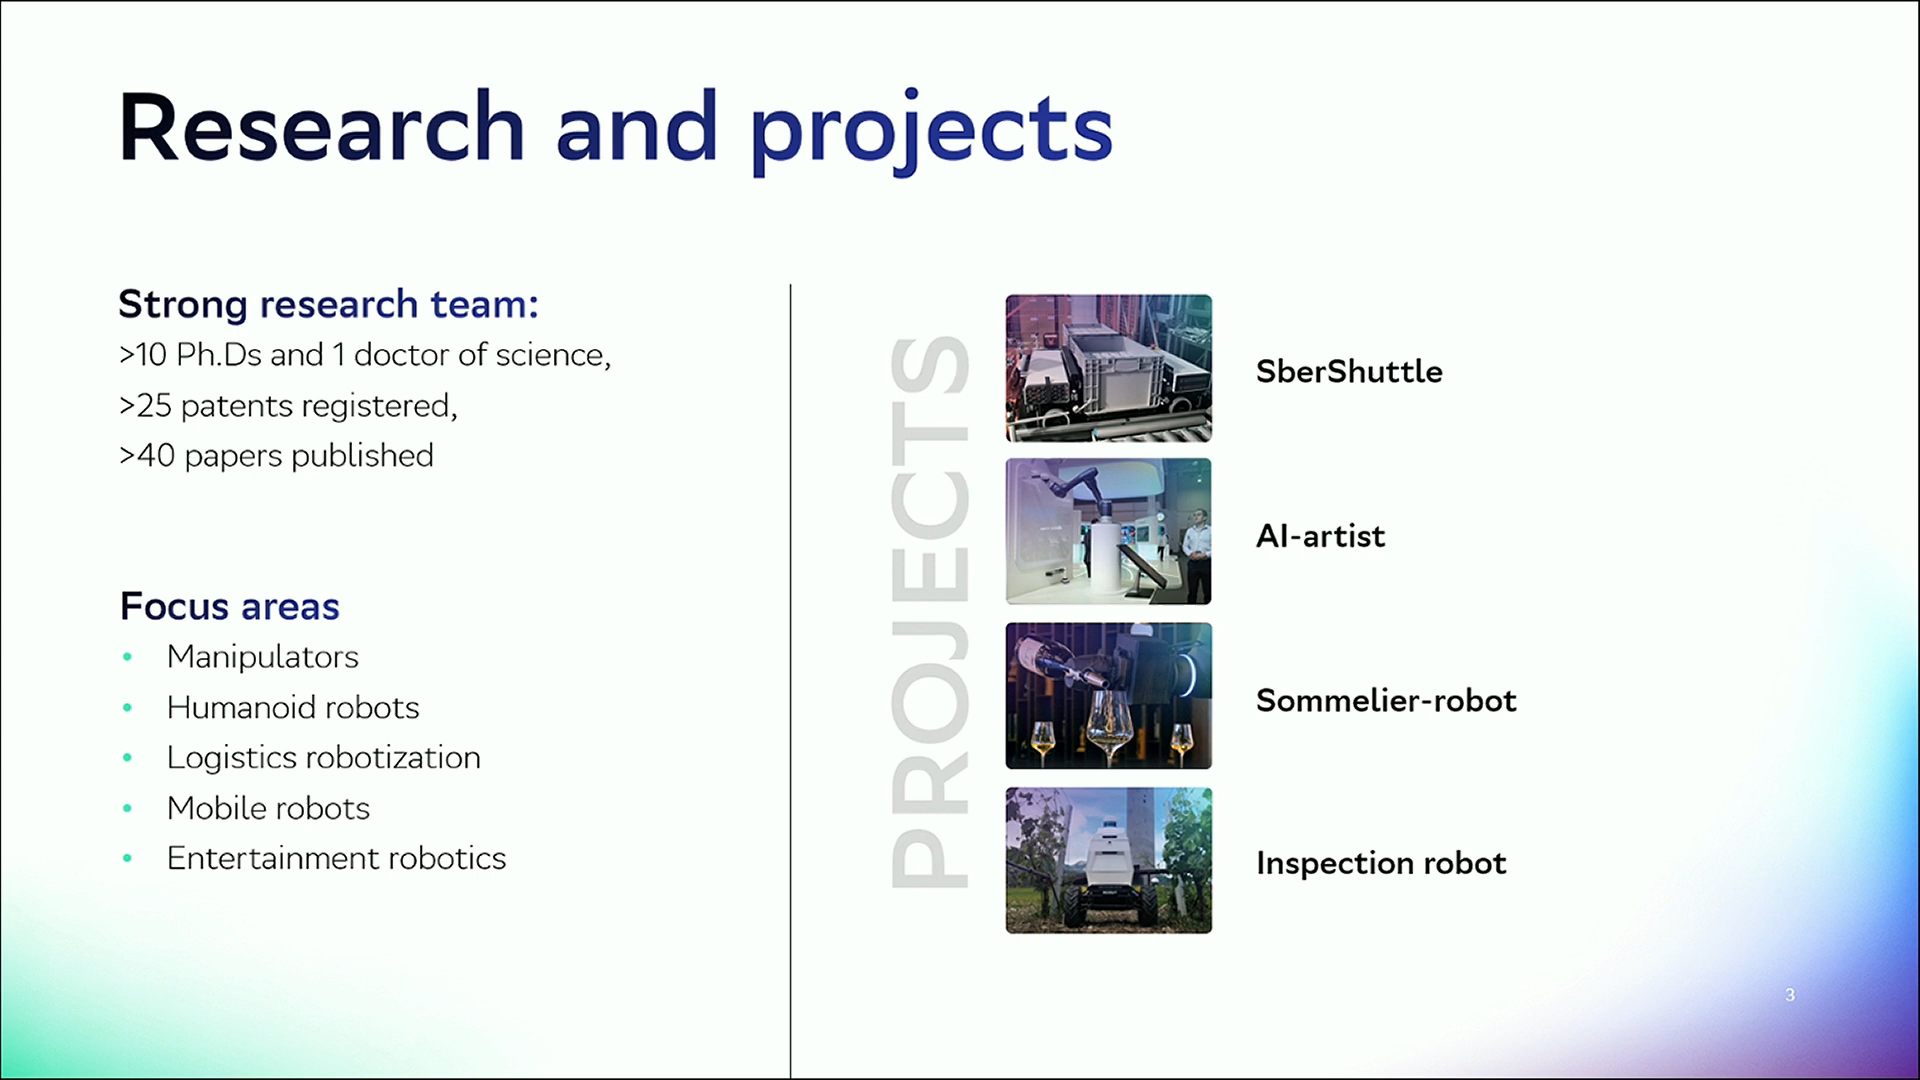 Research and projects
Strong research team:
>10 Ph.Ds and 1 doctor of science,
>25 patents registered,
>40 papers published
Focus areas
• Manipulators
• Humanoid robots
• Logistics robotization
• Mobile robots
• Entertainment robotics
PROJECTS
SberShuttle
AI-artist
Sommelier-robot
Inspection robot
3